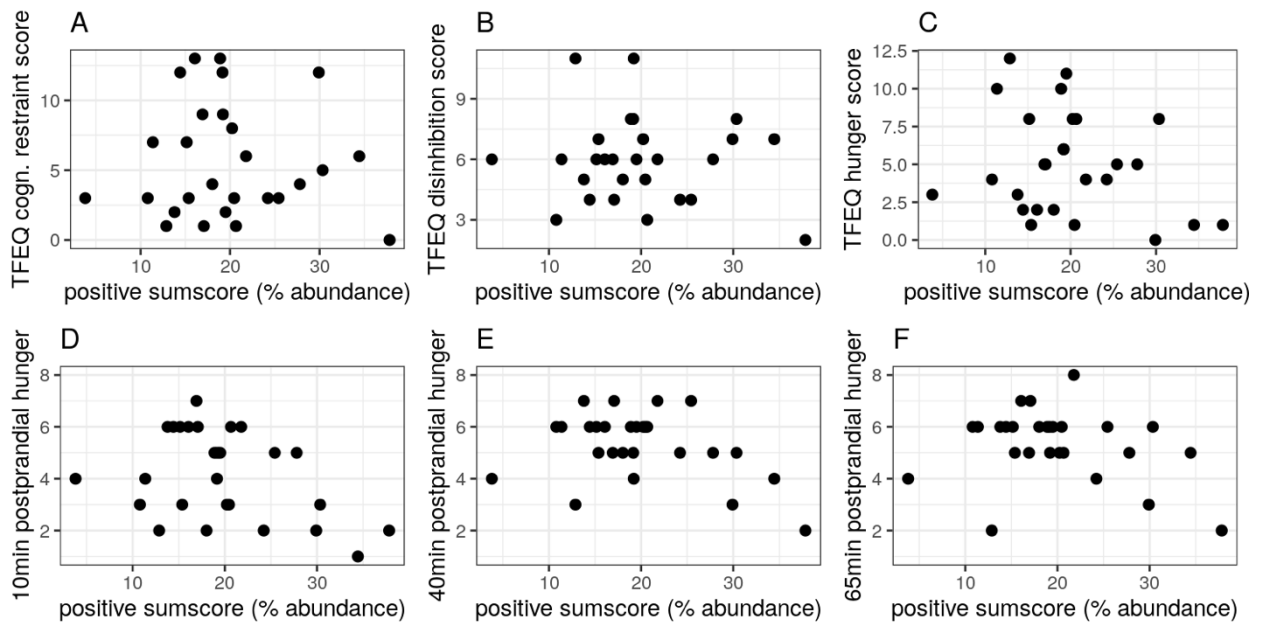 A
TFEQ cogn. restraint score
10
5
0
10 20 30
positive sumscore (% abundance)
B
TFEQ disinhibition score
9
6
3
10 20 30
positive sumscore (% abundance)
C
TFEQ hunger score
12.5
10.0
7.5
5.0
2.5
0.0
10 20 30
positive sumscore (% abundance)
D
10min postprandial hunger
8
6
4
2
10 20 30
positive sumscore (% abundance)
E
40min postprandial hunger
8
6
4
2
10 20 30
positive sumscore (% abundance)
F
65min postprandial hunger
8
6
4
2
10 20 30
positive sumscore (% abundance)